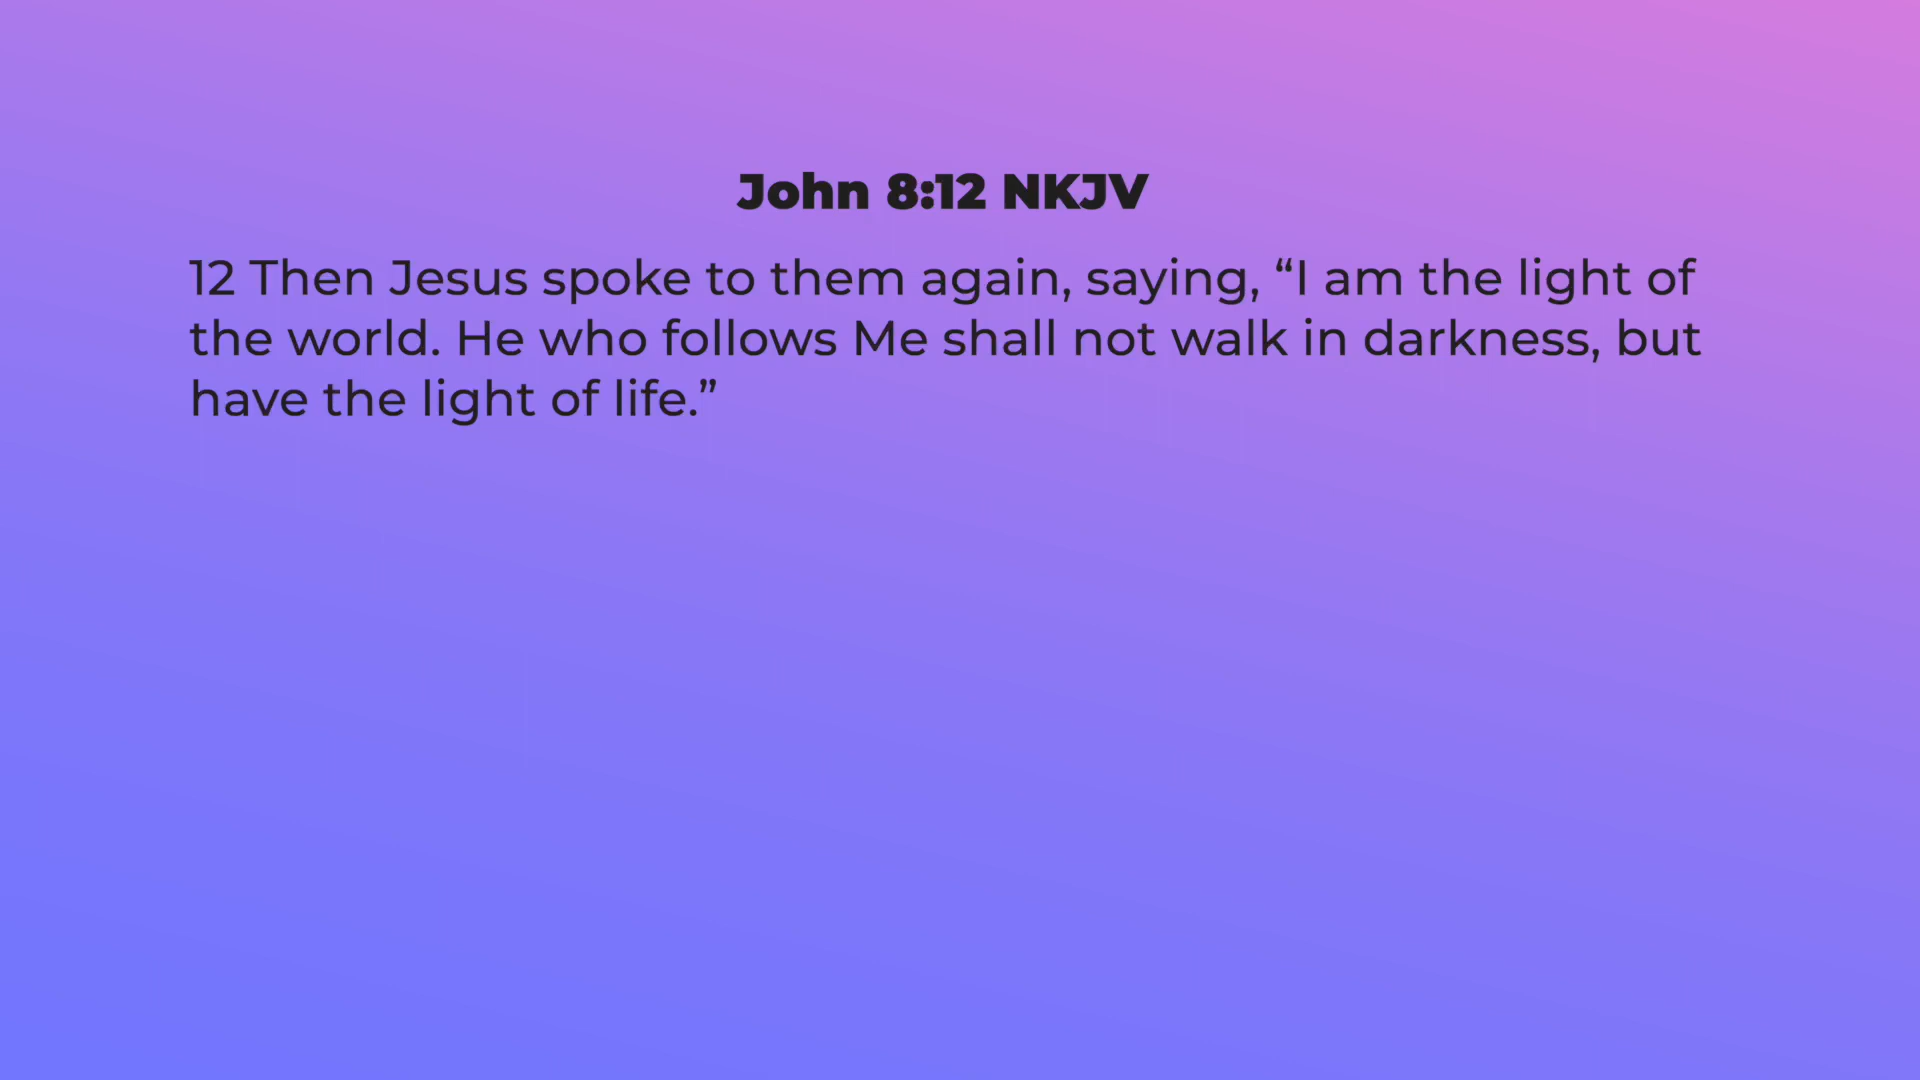 John 8:12 NKJV
12 Then Jesus spoke to them again, saying, “I am the light of
the world. He who follows Me shall not walk in darkness, but
have the light of life.”